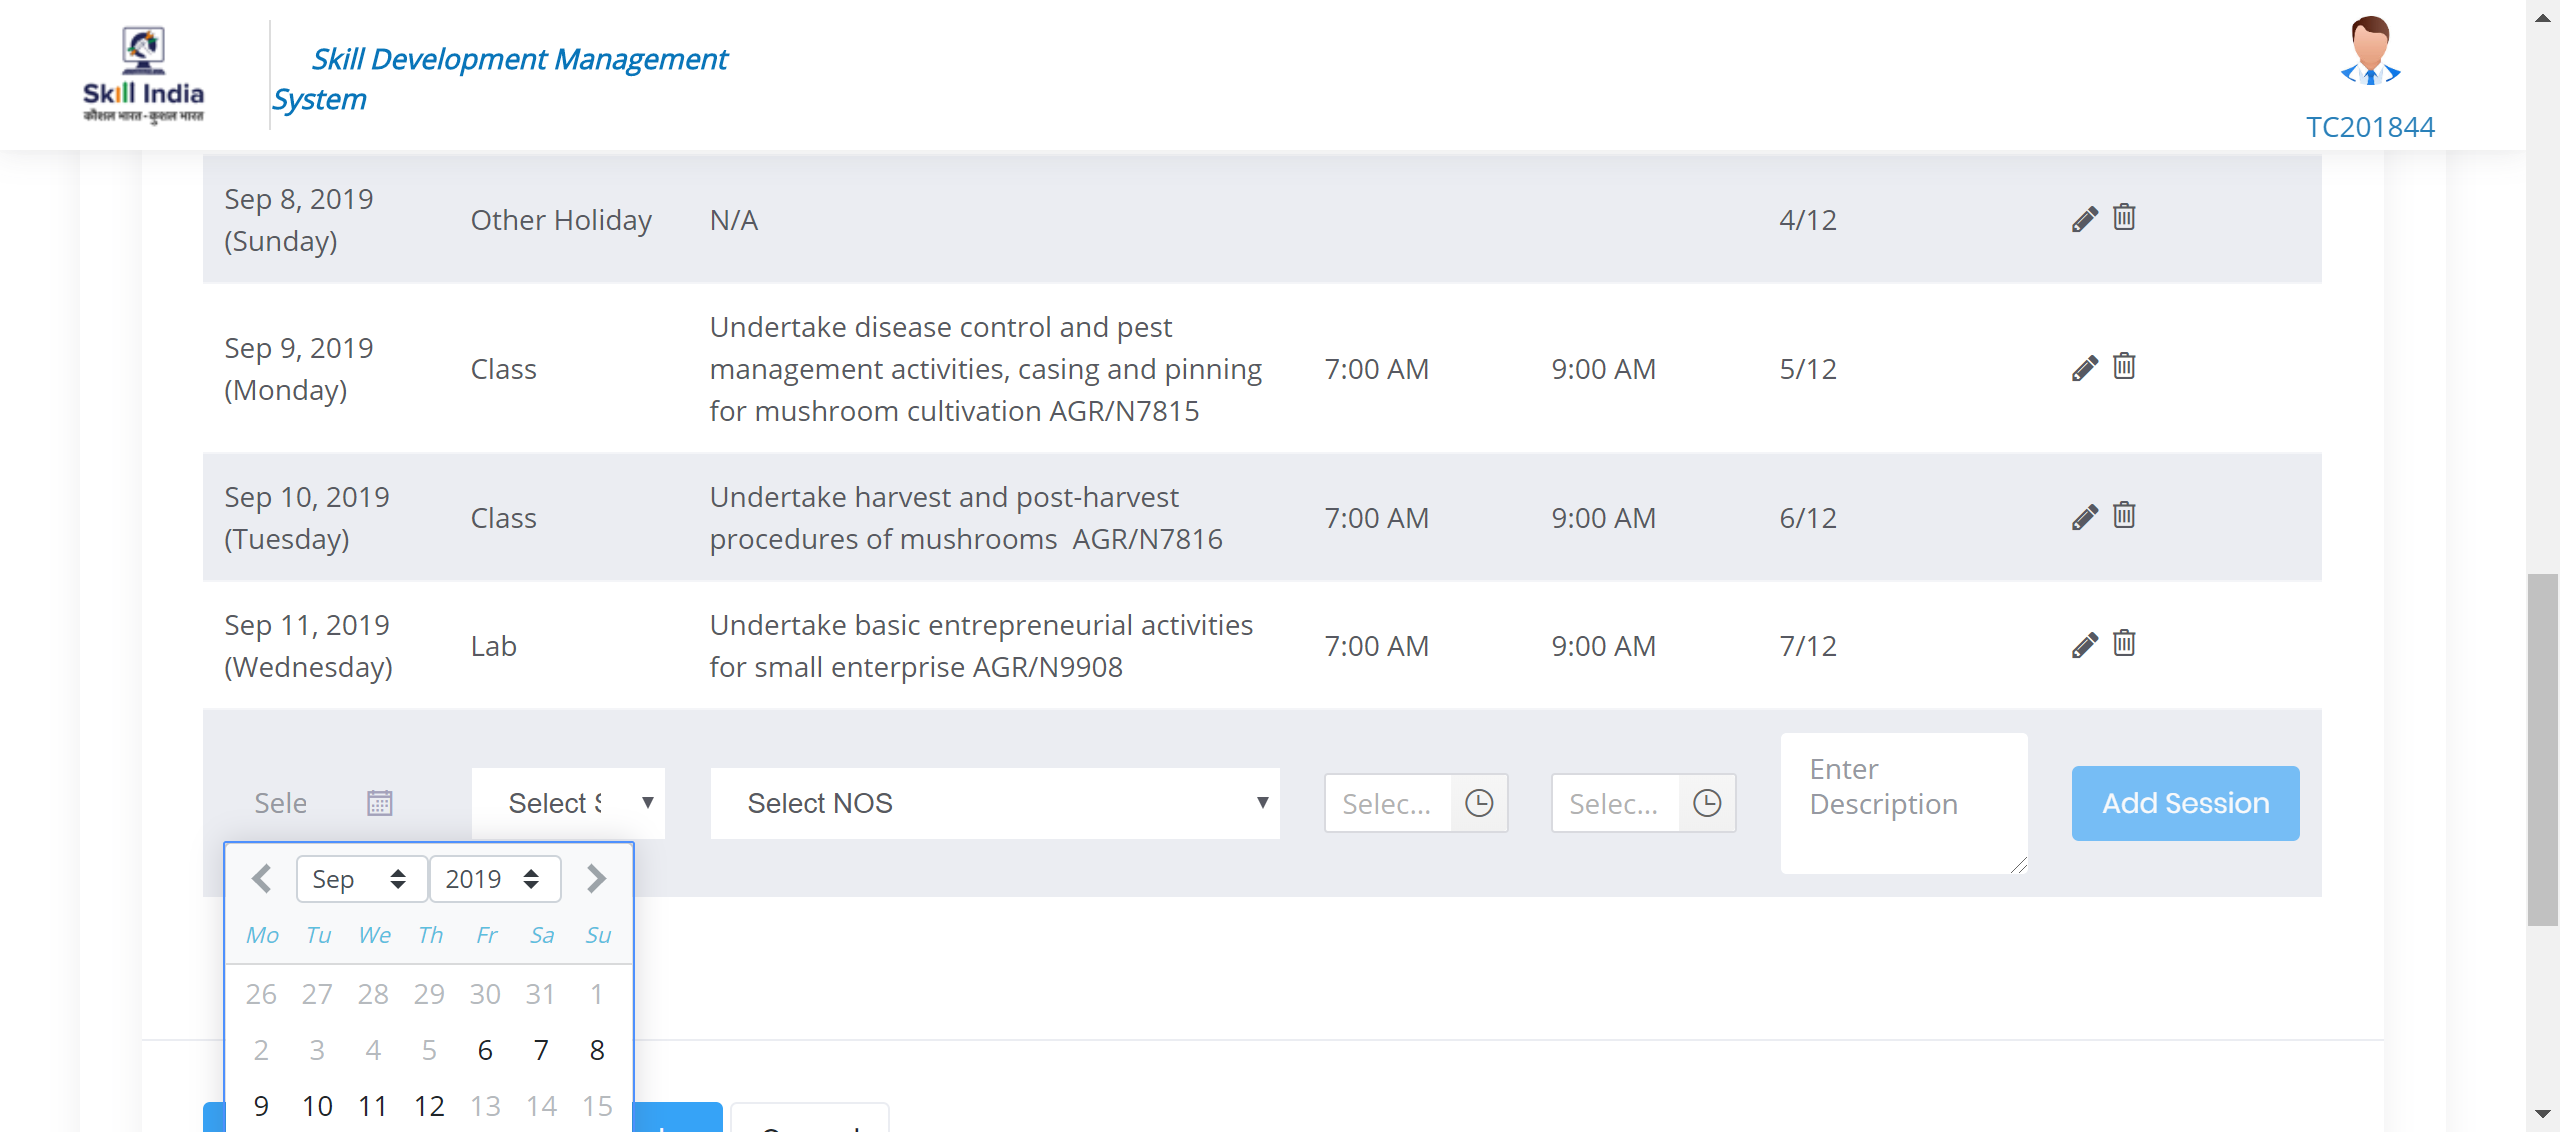 Skill India
कौशल भारत-कुशल भारत
Skill Development Management
System
TC201844
Sep 8, 2019
(Sunday)
Other Holiday
N/A
4/12
Sep 9, 2019
(Monday)
Class
Undertake disease control and pest
management activities, casing and pinning
for mushroom cultivation AGR/N7815
7:00 AM
9:00 AM
5/12
Sep 10, 2019
(Tuesday)
Class
Undertake harvest and post-harvest
procedures of mushrooms AGR/N7816
7:00 AM
9:00 AM
6/12
Sep 11, 2019
(Wednesday)
Lab
Undertake basic entrepreneurial activities
for small enterprise AGR/N9908
7:00 AM
9:00 AM
7/12
Sele
Select
Select NOS
Selec...
Selec...
Enter
Description
Add Session
Sep
2019
Mo Tu We Th Fr Sa Su
26 27 28 29 30 31 1
2 3 4 5 6 7 8
9 10 11 12 13 14 15